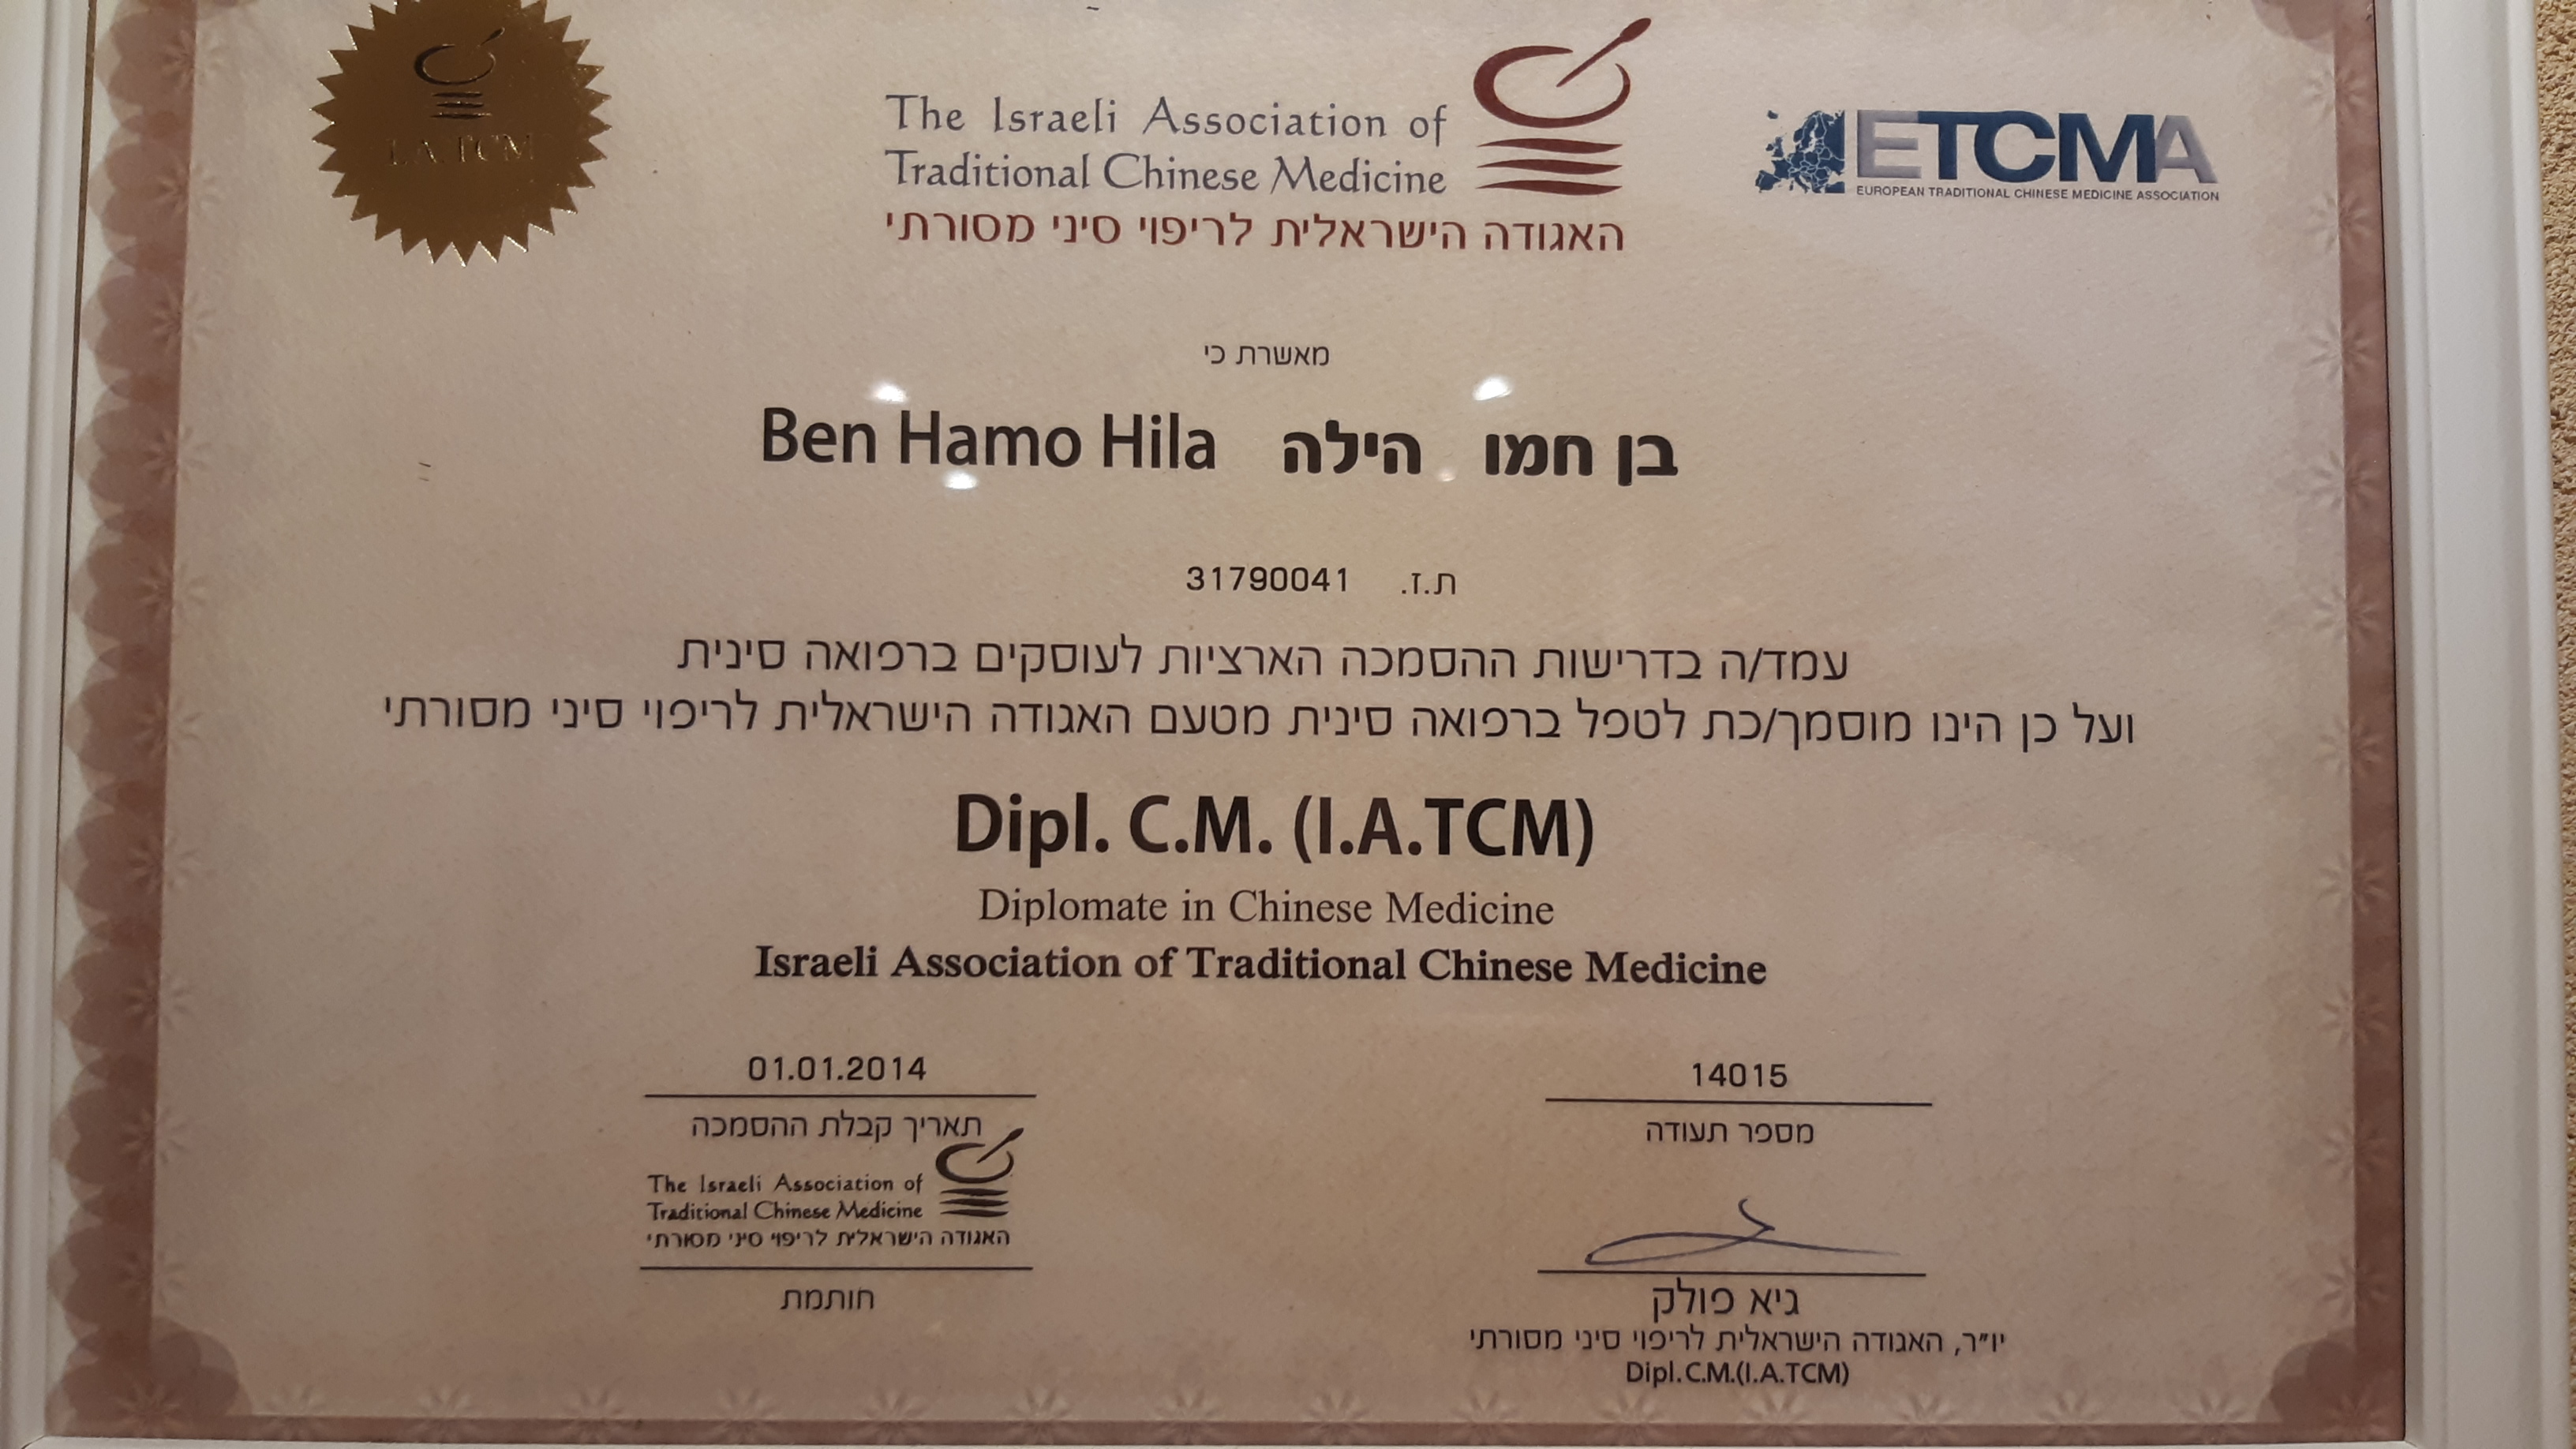 I.A.TCM
The Israeli Association of
Traditional Chinese Medicine
האגודה הישראלית לריפוי סיני מסורתי
ETCMA
EUROPEAN TRADITIONAL CHINESE MEDICINE ASSOCIATION
מאשרת כי
בן חמו הילה Ben Hamo Hila
ת.ז. 31790041
עמד/ה בדרישות ההסמכה הארציות לעוסקים ברפואה סינית
ועל כן הינו מוסמך/כת לטפל ברפואה סינית מטעם האגודה הישראלית לריפוי סיני מסורתי
Dipl. C.M. (I.A.TCM)
Diplomate in Chinese Medicine
Israeli Association of Traditional Chinese Medicine
14015
מספר תעודה
01.01.2014
תאריך קבלת ההסמכה
The Israeli Association of
Traditional Chinese Medicine
האגודה הישראלית לריפוי סיני מסורתי
חותמת
גיא פולק
יו"ר, האגודה הישראלית לריפוי סיני מסורתי
Dipl.C.M.(I.A.TCM)